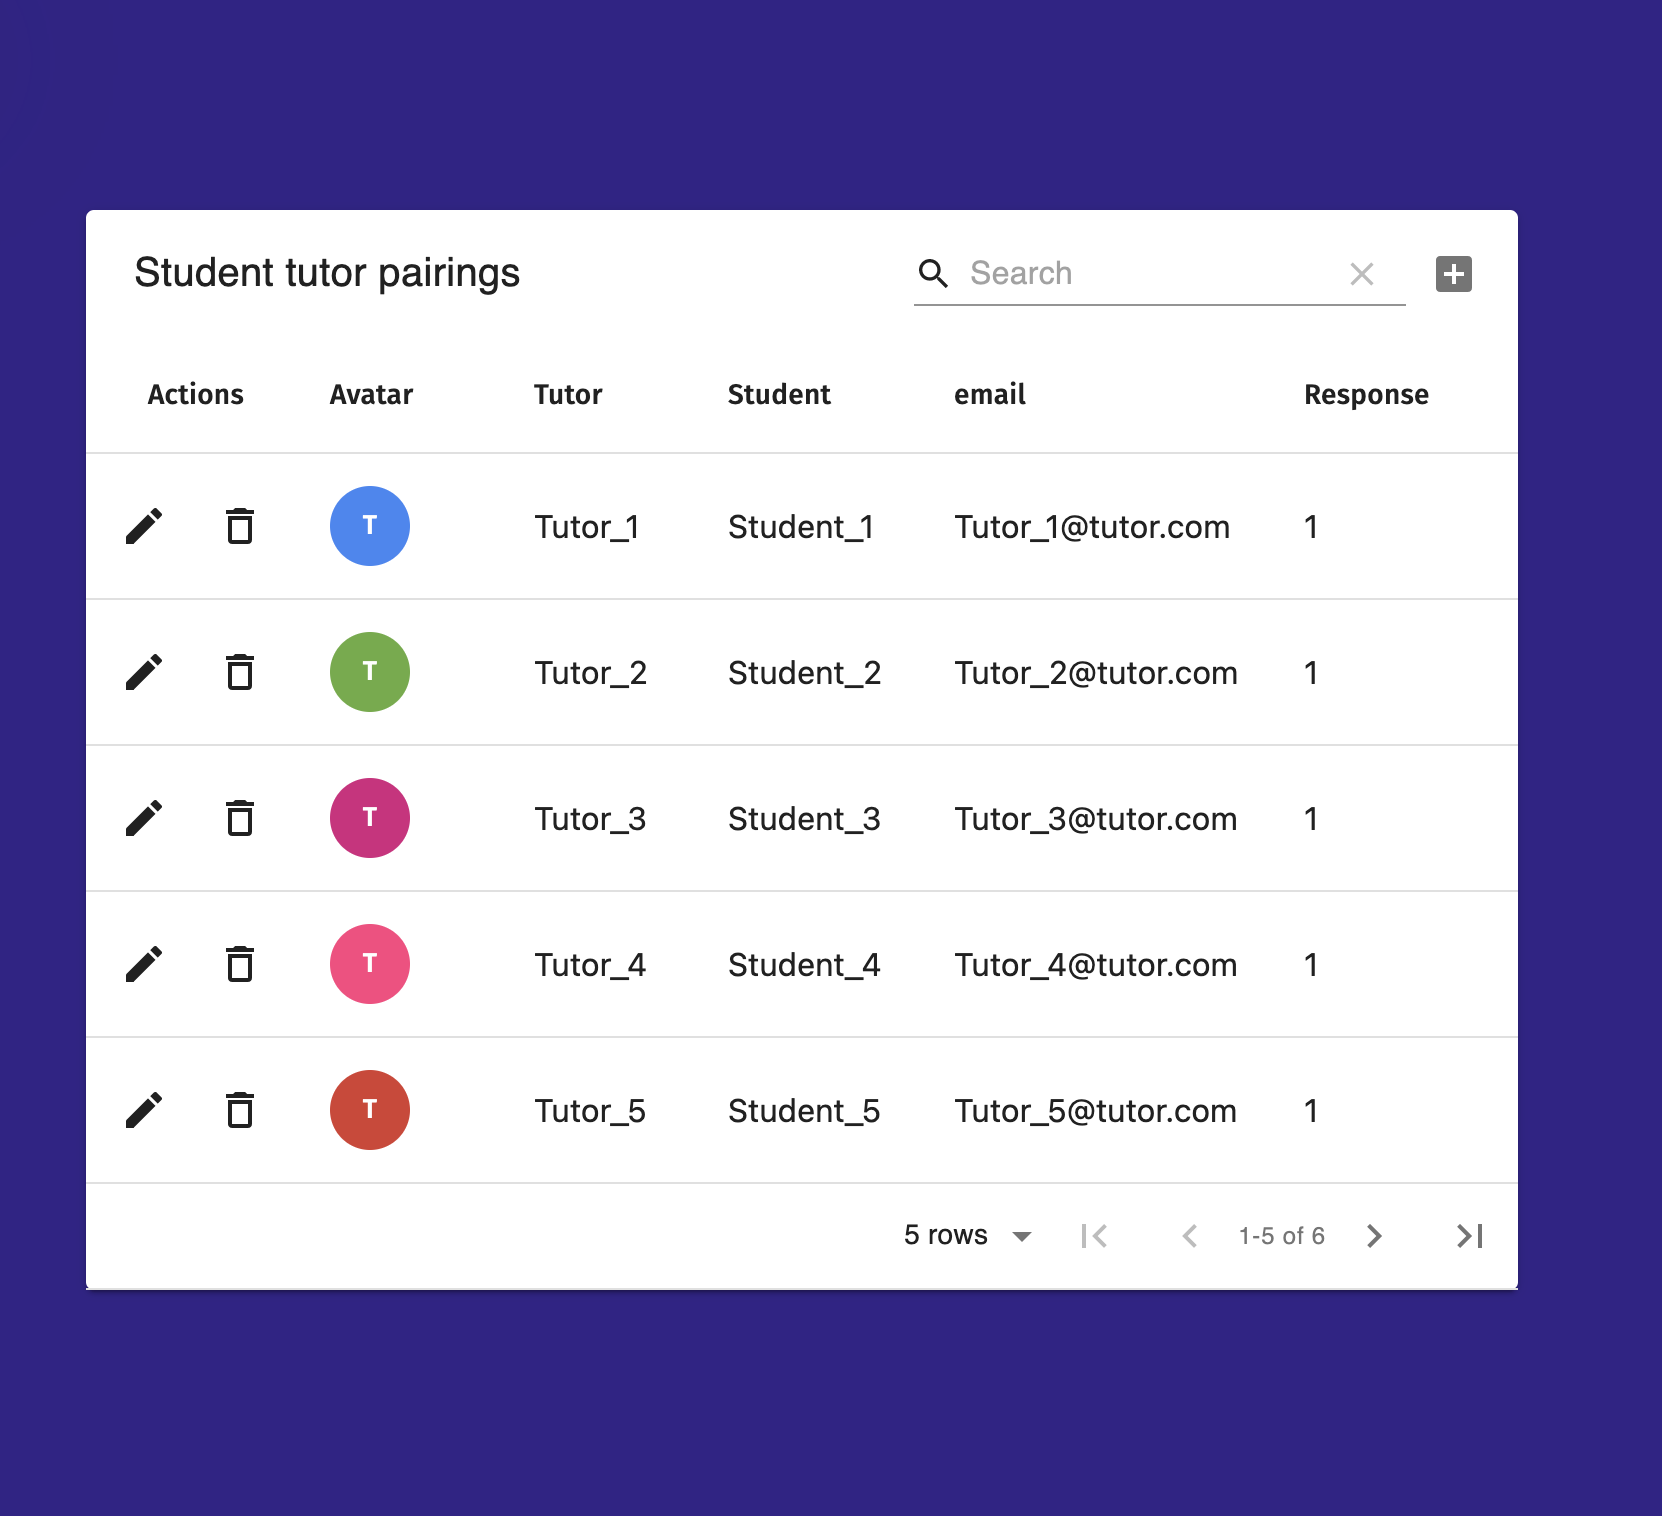 Student tutor pairings Search
Actions Avatar Tutor Student email Response
T Tutor_1 Student_1 Tutor_1@tutor.com 1
T Tutor_2 Student_2 Tutor_2@tutor.com 1
T Tutor_3 Student_3 Tutor_3@tutor.com 1
T Tutor_4 Student_4 Tutor_4@tutor.com 1
T Tutor_5 Student_5 Tutor_5@tutor.com 1
5 rows 1-5 of 6